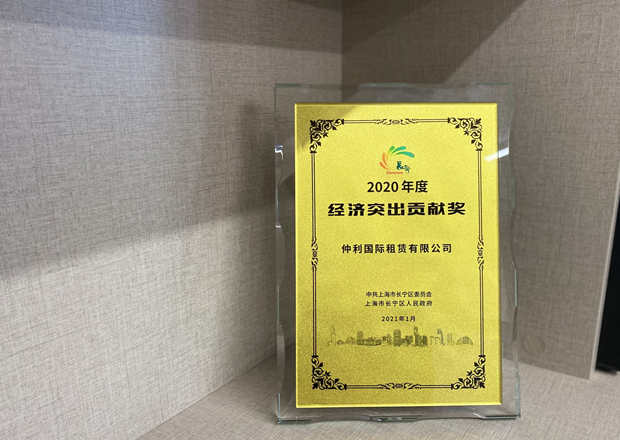 2020年度
经济突出贡献奖
仲利国际租赁有限公司
中共上海市长宁区委员会
上海市长宁区人民政府
2021年1月